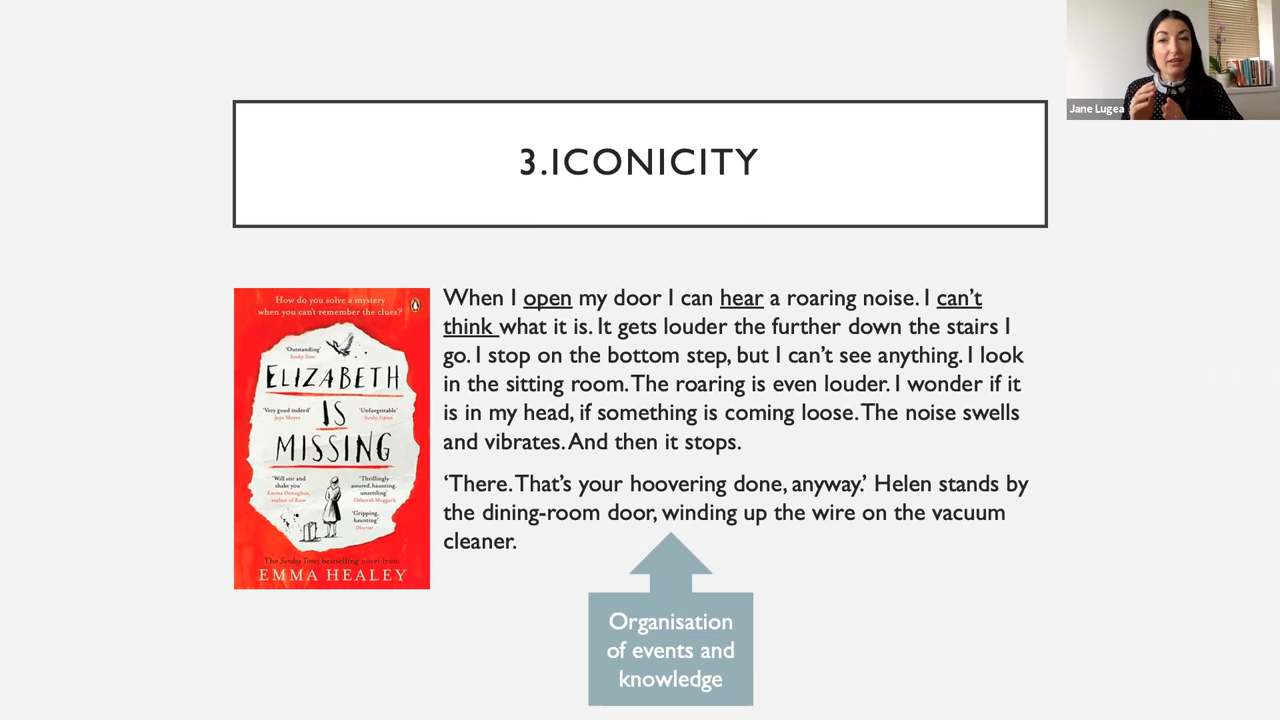 Jane Lugea
3.ICONICITY
How do you solve a mystery
when you can't remember the clues?
'Outstanding'
Sunday Times
ELIZABETH
'Very good indeed'
Jojo Moyes
IS
'Unforgettable'
Sunday Express
MISSING
'Will stir and
shake you'
Emma Donoghue,
author of Room
'Thrillingly
assured, haunting,
unsettling'
Deborah Moggach
'Gripping,
haunting'
Observer
The Sunday Times bestselling novel from
EMMA HEALEY
When I open my door I can hear a roaring noise. I can't
think what it is. It gets louder the further down the stairs I
go. I stop on the bottom step, but I can't see anything. I look
in the sitting room. The roaring is even louder. I wonder if it
is in my head, if something is coming loose. The noise swells
and vibrates. And then it stops.
‘There. That's your hoovering done, anyway.’ Helen stands by
the dining-room door, winding up the wire on the vacuum
cleaner.
Organisation
of events and
knowledge